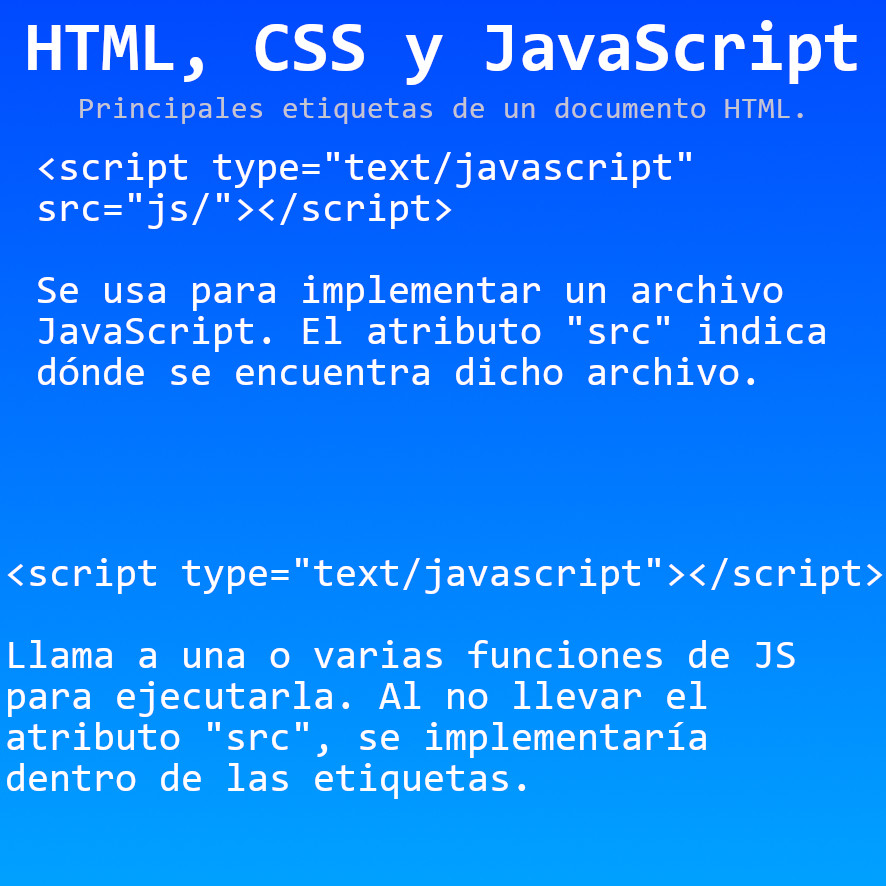 HTML, CSS y JavaScript
Principales etiquetas de un documento HTML.
<script type="text/javascript"
src="js/"></script>
Se usa para implementar un archivo
JavaScript. El atributo "src" indica
dónde se encuentra dicho archivo.
<script type="text/javascript"></script>
Llama a una o varias funciones de JS
para ejecutarla. Al no llevar el
atributo "src", se implementaría
dentro de las etiquetas.